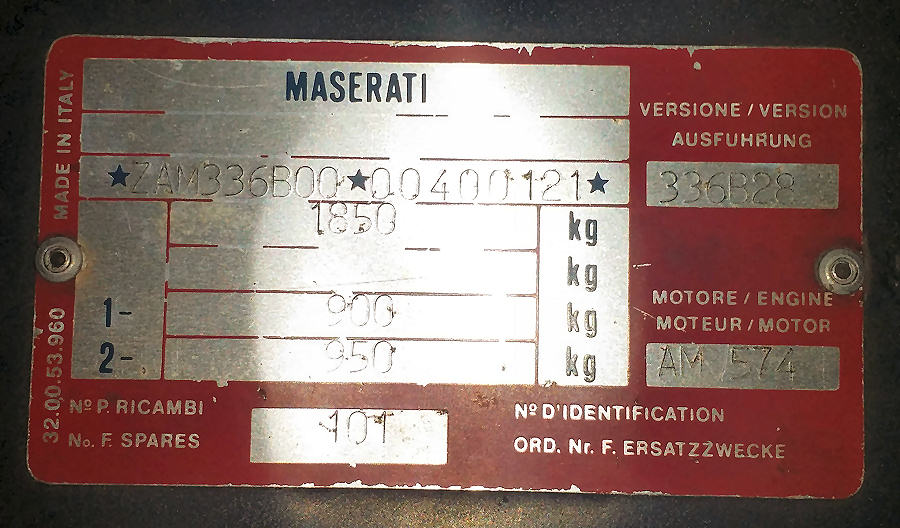 MASERATI
★ZAM336B00★00400121★
1850 kg
kg
1- 900 kg
2- 950 kg
MADE IN ITALY
32.00.53.960
VERSIONE / VERSION
AUSFUHRUNG
336B28
MOTORE / ENGINE
MOTEUR / MOTOR
AM 574
Nº P. RICAMBI
No. F. SPARES
101
Nº D'IDENTIFICATION
ORD. Nr. F. ERSATZZWECKE